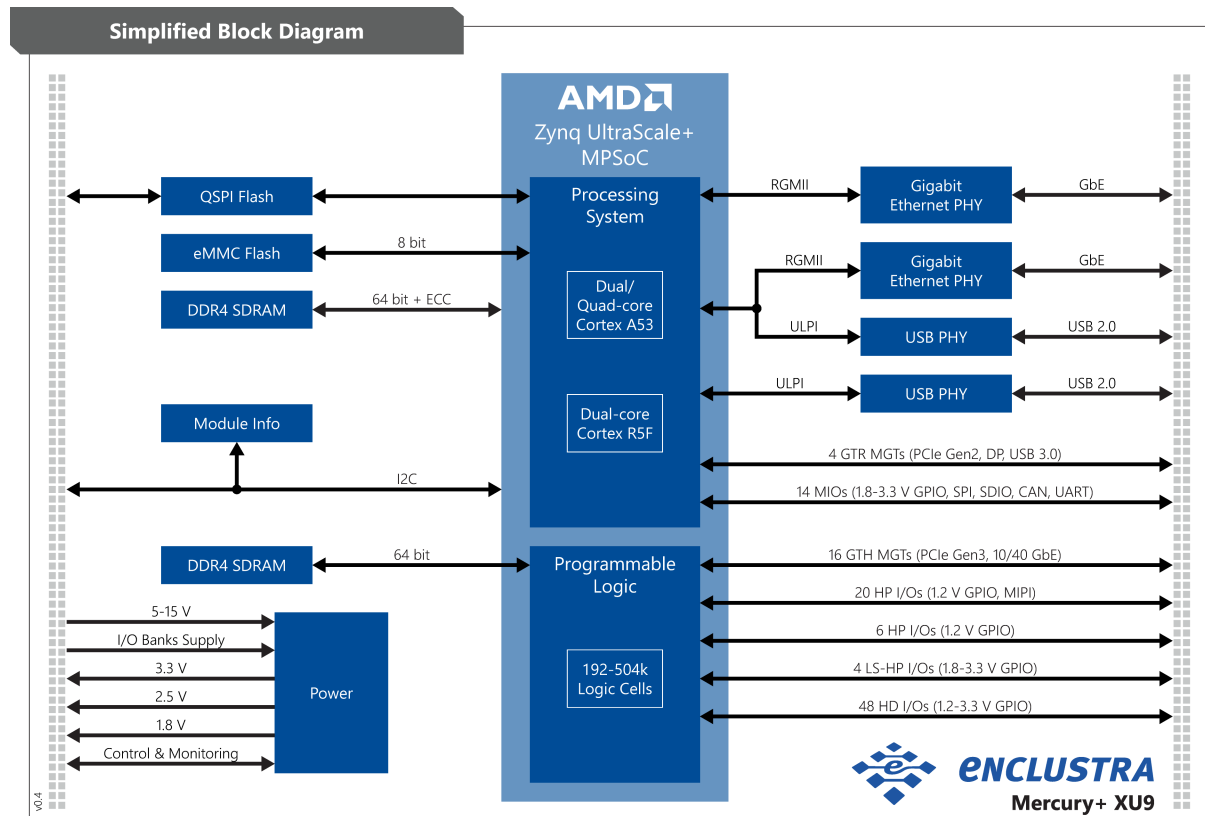 Simplified Block Diagram
AMD
Zynq UltraScale+
MPSoC
QSPI Flash
eMMC Flash
8 bit
DDR4 SDRAM
64 bit + ECC
Module Info
I2C
DDR4 SDRAM
64 bit
5-15 V
I/O Banks Supply
3.3 V
2.5 V
1.8 V
Control & Monitoring
Power
Processing
System
Dual/
Quad-core
Cortex A53
Dual-core
Cortex R5F
Programmable
Logic
192-504k
Logic Cells
RGMII
Gigabit
Ethernet PHY
GbE
RGMII
Gigabit
Ethernet PHY
GbE
ULPI
USB PHY
USB 2.0
ULPI
USB PHY
USB 2.0
4 GTR MGTs (PCIe Gen2, DP, USB 3.0)
14 MIOs (1.8-3.3 V GPIO, SPI, SDIO, CAN, UART)
16 GTH MGTs (PCIe Gen3, 10/40 GbE)
20 HP I/Os (1.2 V GPIO, MIPI)
6 HP I/Os (1.2 V GPIO)
4 LS-HP I/Os (1.8-3.3 V GPIO)
48 HD I/Os (1.2-3.3 V GPIO)
e
ENCLUSTRA
Mercury+ XU9
v0.4